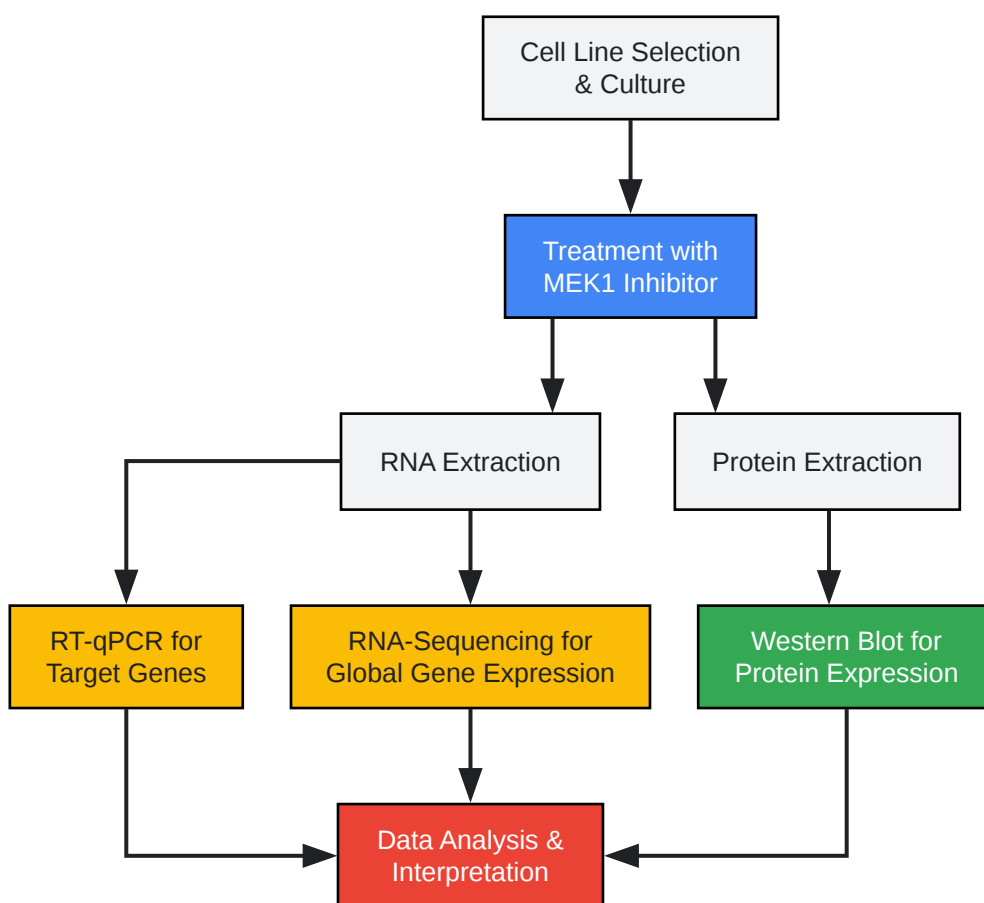 Cell Line Selection
& Culture
Treatment with
MEK1 Inhibitor
RNA Extraction
Protein Extraction
RT-qPCR for
Target Genes
RNA-Sequencing for
Global Gene Expression
Western Blot for
Protein Expression
Data Analysis &
Interpretation